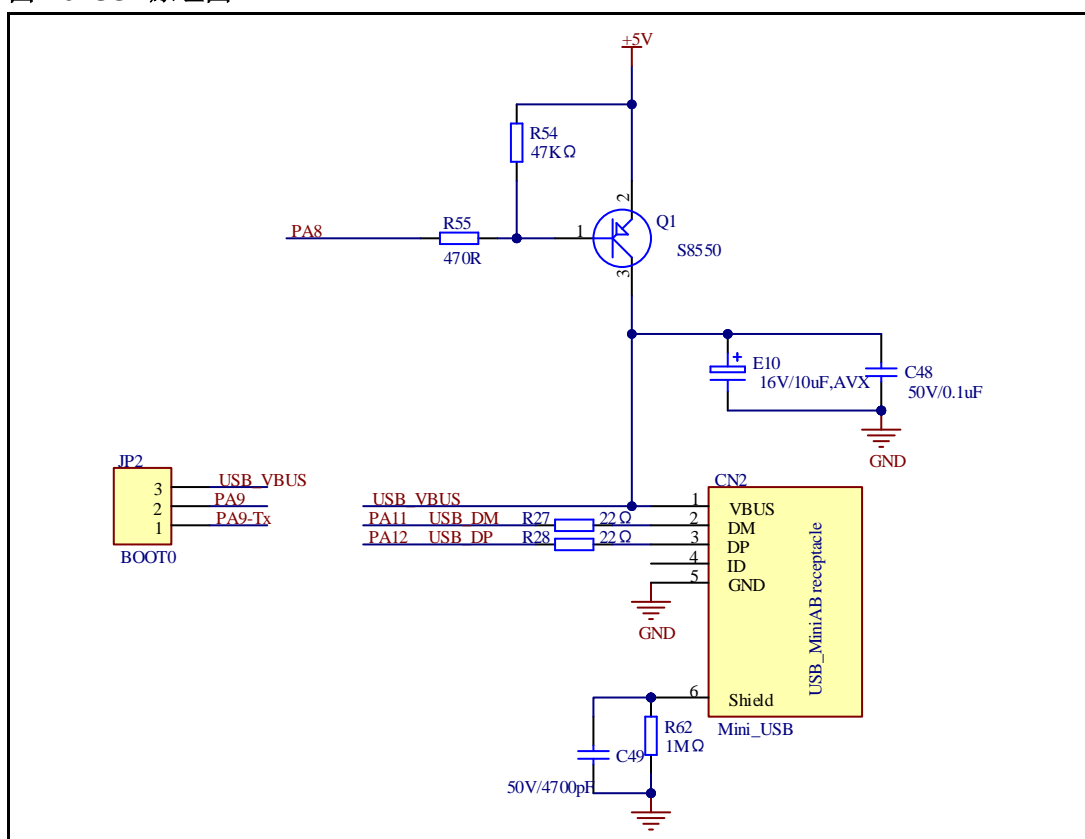 +5V
R54
47KΩ
2
PA8
R55
470R
1
Q1
S8550
3
E10
16V/10uF,AVX
C48
50V/0.1uF
GND
JP2
3
USB_VBUS
2
PA9
1
PA9-Tx
BOOT0
CN2
USB_VBUS
1
VBUS
PA11
USB_DM
R27
22Ω
2
DM
PA12
USB_DP
R28
22Ω
3
DP
4
ID
5
GND
GND
USB_MiniAB receptacle
6
Shield
Mini_USB
R62
1MΩ
C49
50V/4700pF